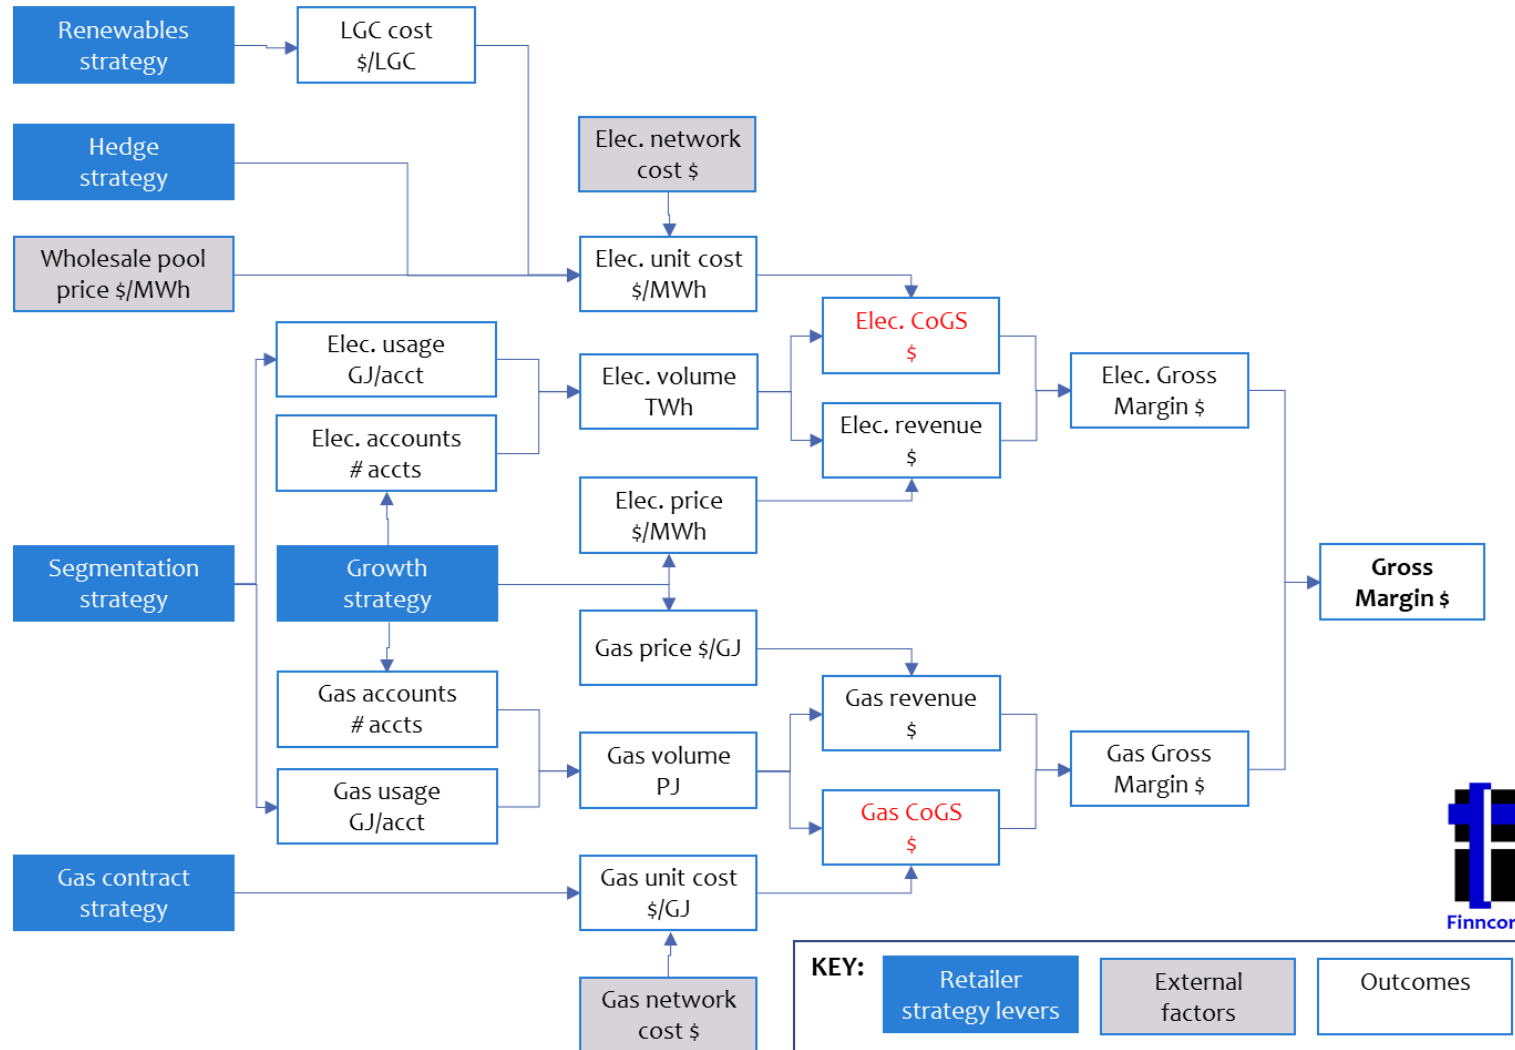 Renewables
strategy
LGC cost
$/LGC
Hedge
strategy
Elec. network
cost $
Wholesale pool
price $/MWh
Elec. unit cost
$/MWh
Elec. usage
GJ/acct
Elec. volume
TWh
Elec. CoGS
$
Elec. Gross
Margin $
Elec. accounts
# accts
Elec. revenue
$
Elec. price
$/MWh
Segmentation
strategy
Growth
strategy
Gross
Margin $
Gas price $/GJ
Gas accounts
# accts
Gas revenue
$
Gas volume
PJ
Gas Gross
Margin $
Gas usage
GJ/acct
Gas CoGS
$
Gas contract
strategy
Gas unit cost
$/GJ
Gas network
cost $
Finncor
KEY:
Retailer
strategy levers
External
factors
Outcomes